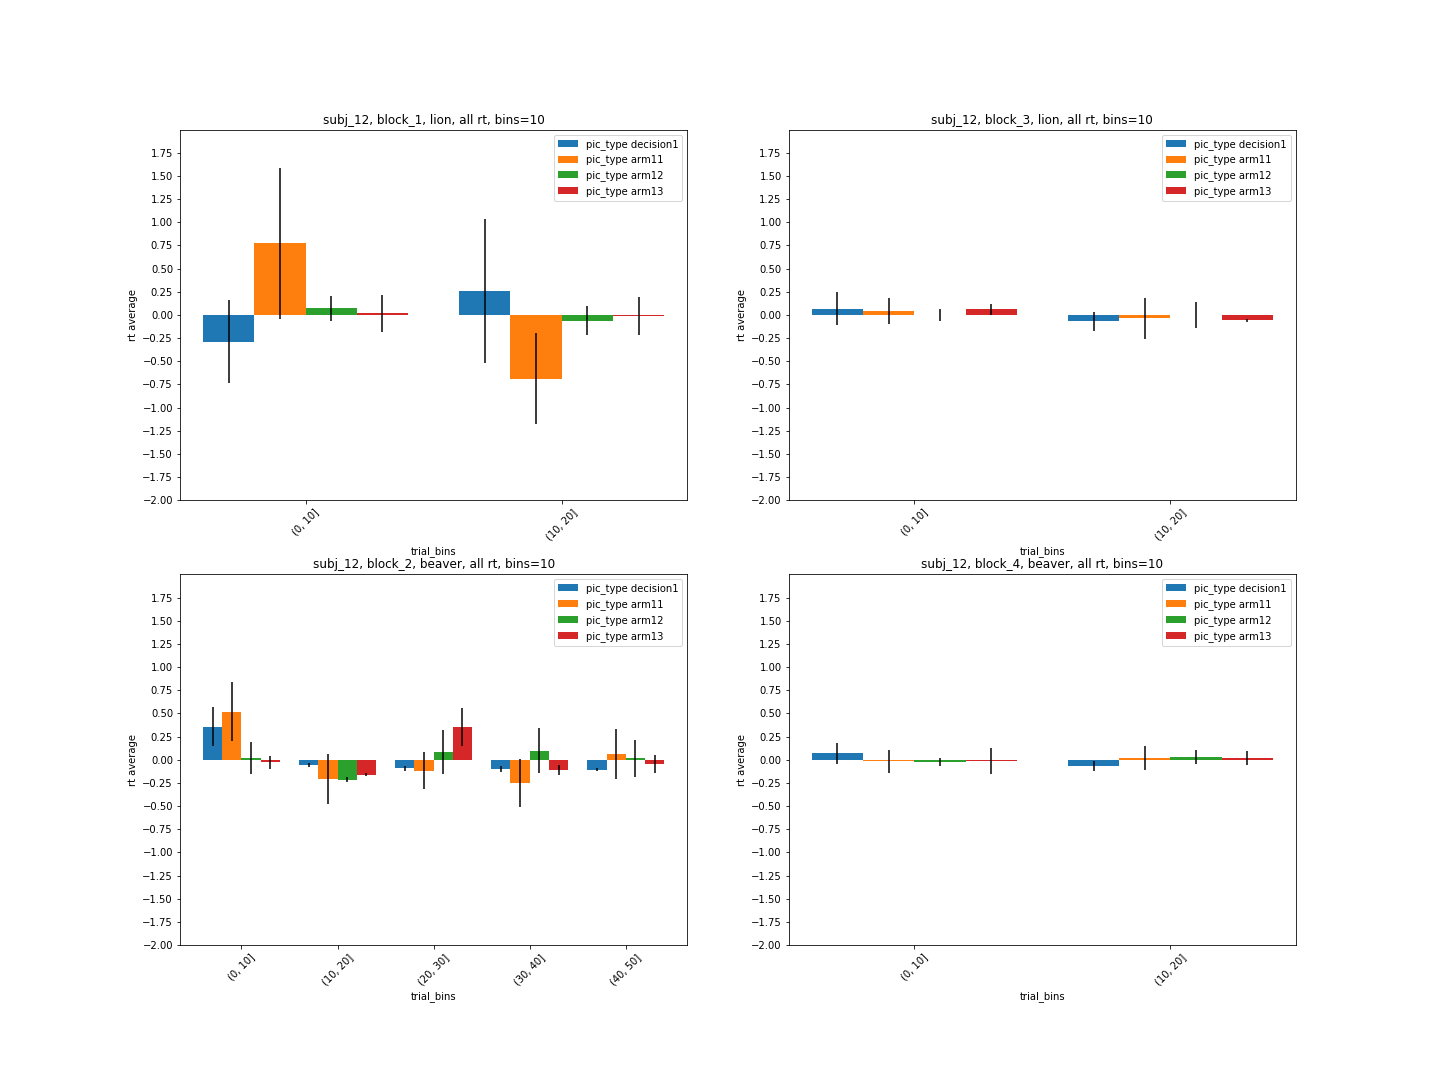 subj_12, block_1, lion, all rt, bins=10
pic_type decision1
pic_type arm11
pic_type arm12
pic_type arm13
1.75
1.50
1.25
1.00
0.75
0.50
0.25
0.00
−0.25
−0.50
−0.75
−1.00
−1.25
−1.50
−1.75
−2.00
rt average
(0, 10]
(10, 20]
trial_bins
subj_12, block_3, lion, all rt, bins=10
pic_type decision1
pic_type arm11
pic_type arm12
pic_type arm13
1.75
1.50
1.25
1.00
0.75
0.50
0.25
0.00
−0.25
−0.50
−0.75
−1.00
−1.25
−1.50
−1.75
−2.00
rt average
(0, 10]
(10, 20]
trial_bins
subj_12, block_2, beaver, all rt, bins=10
pic_type decision1
pic_type arm11
pic_type arm12
pic_type arm13
1.75
1.50
1.25
1.00
0.75
0.50
0.25
0.00
−0.25
−0.50
−0.75
−1.00
−1.25
−1.50
−1.75
−2.00
rt average
(0, 10]
(10, 20]
(20, 30]
(30, 40]
(40, 50]
trial_bins
subj_12, block_4, beaver, all rt, bins=10
pic_type decision1
pic_type arm11
pic_type arm12
pic_type arm13
1.75
1.50
1.25
1.00
0.75
0.50
0.25
0.00
−0.25
−0.50
−0.75
−1.00
−1.25
−1.50
−1.75
−2.00
rt average
(0, 10]
(10, 20]
trial_bins